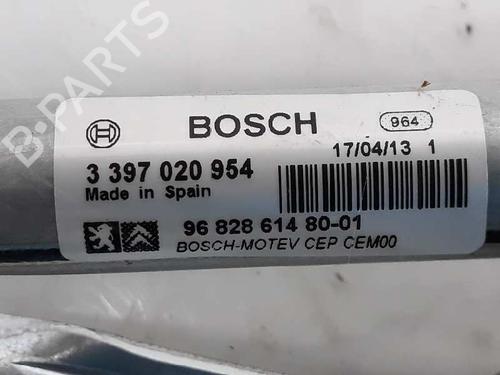 B-PARTS
BOSCH
964
17/04/13 1
3 397 020 954
Made in Spain
96 828 614 80-01
BOSCH-MOTEV CEP CEM00